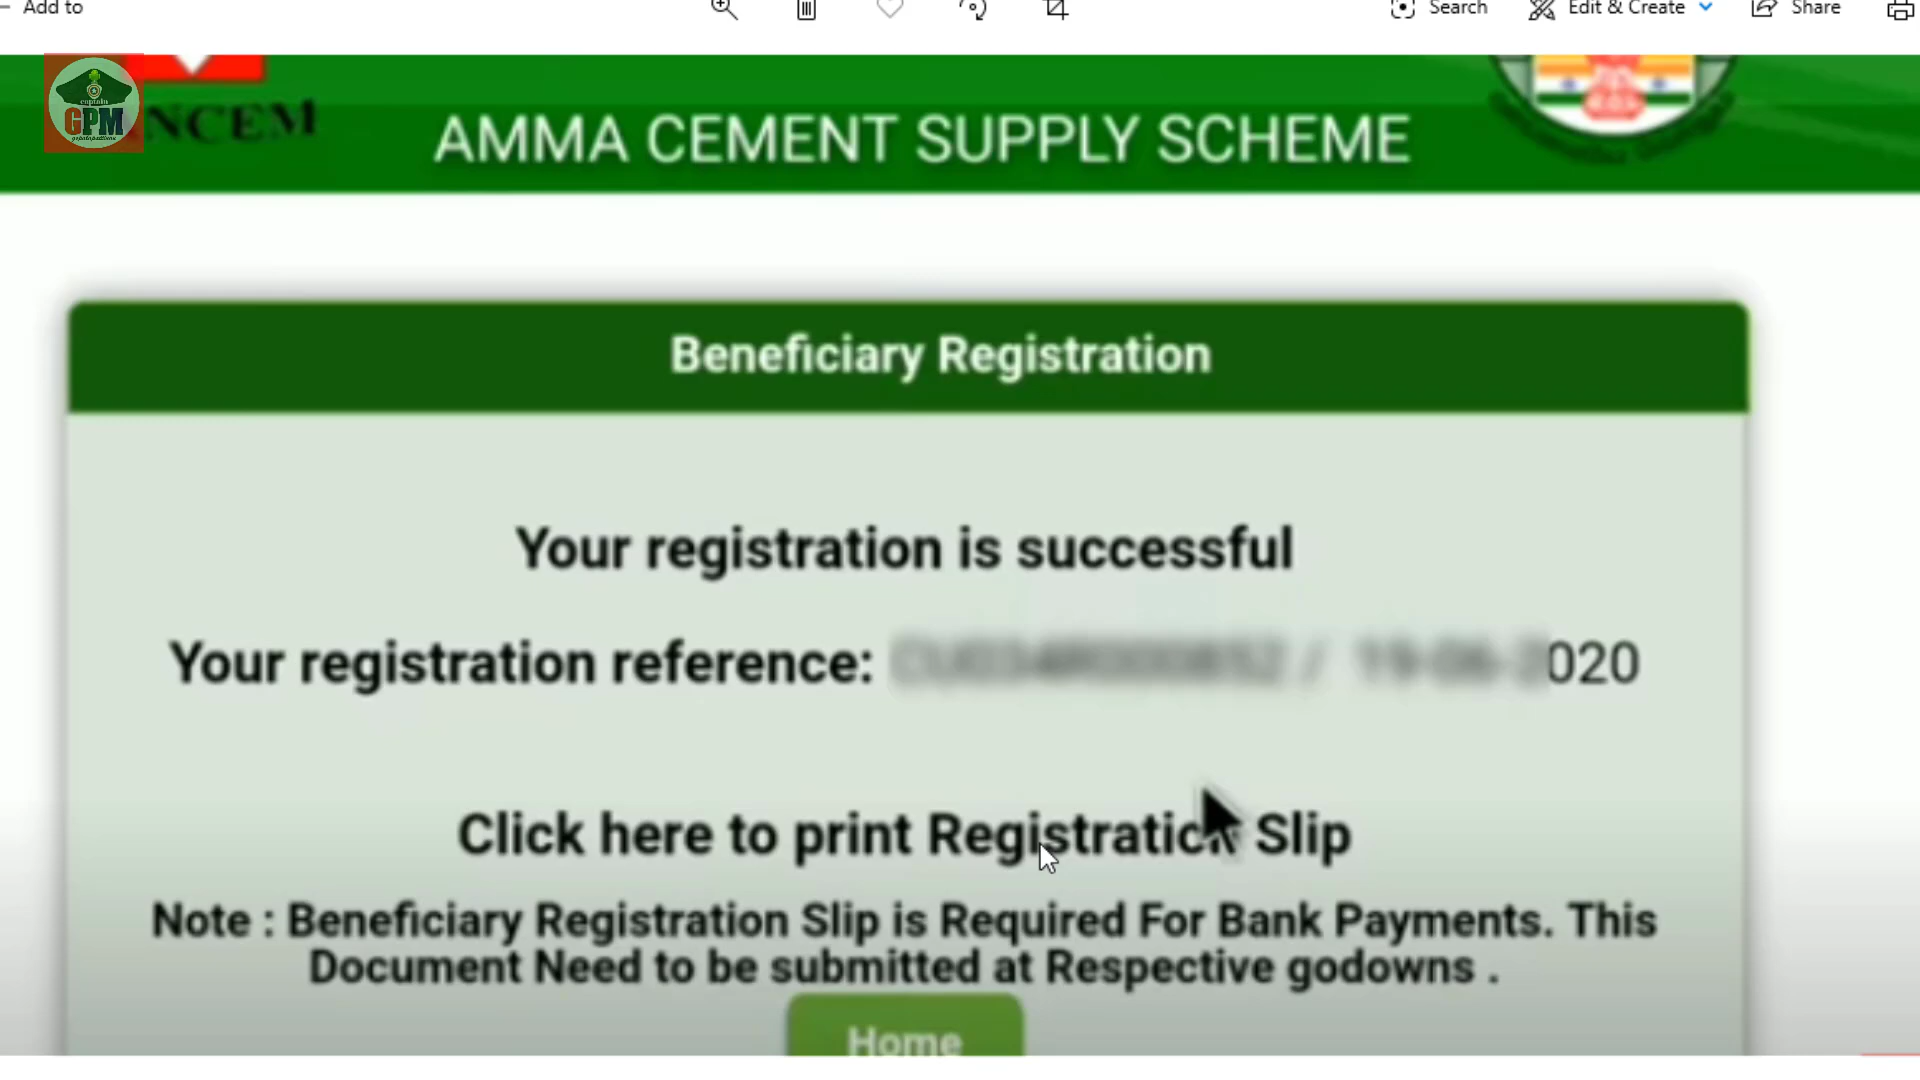 Add to
Search
Edit & Create
Share
captain
GPM
NCEM
AMMA CEMENT SUPPLY SCHEME
Beneficiary Registration
Your registration is successful
Your registration reference: 020
Click here to print Registration Slip
Note : Beneficiary Registration Slip is Required For Bank Payments. This
Document Need to be submitted at Respective godowns .
Home